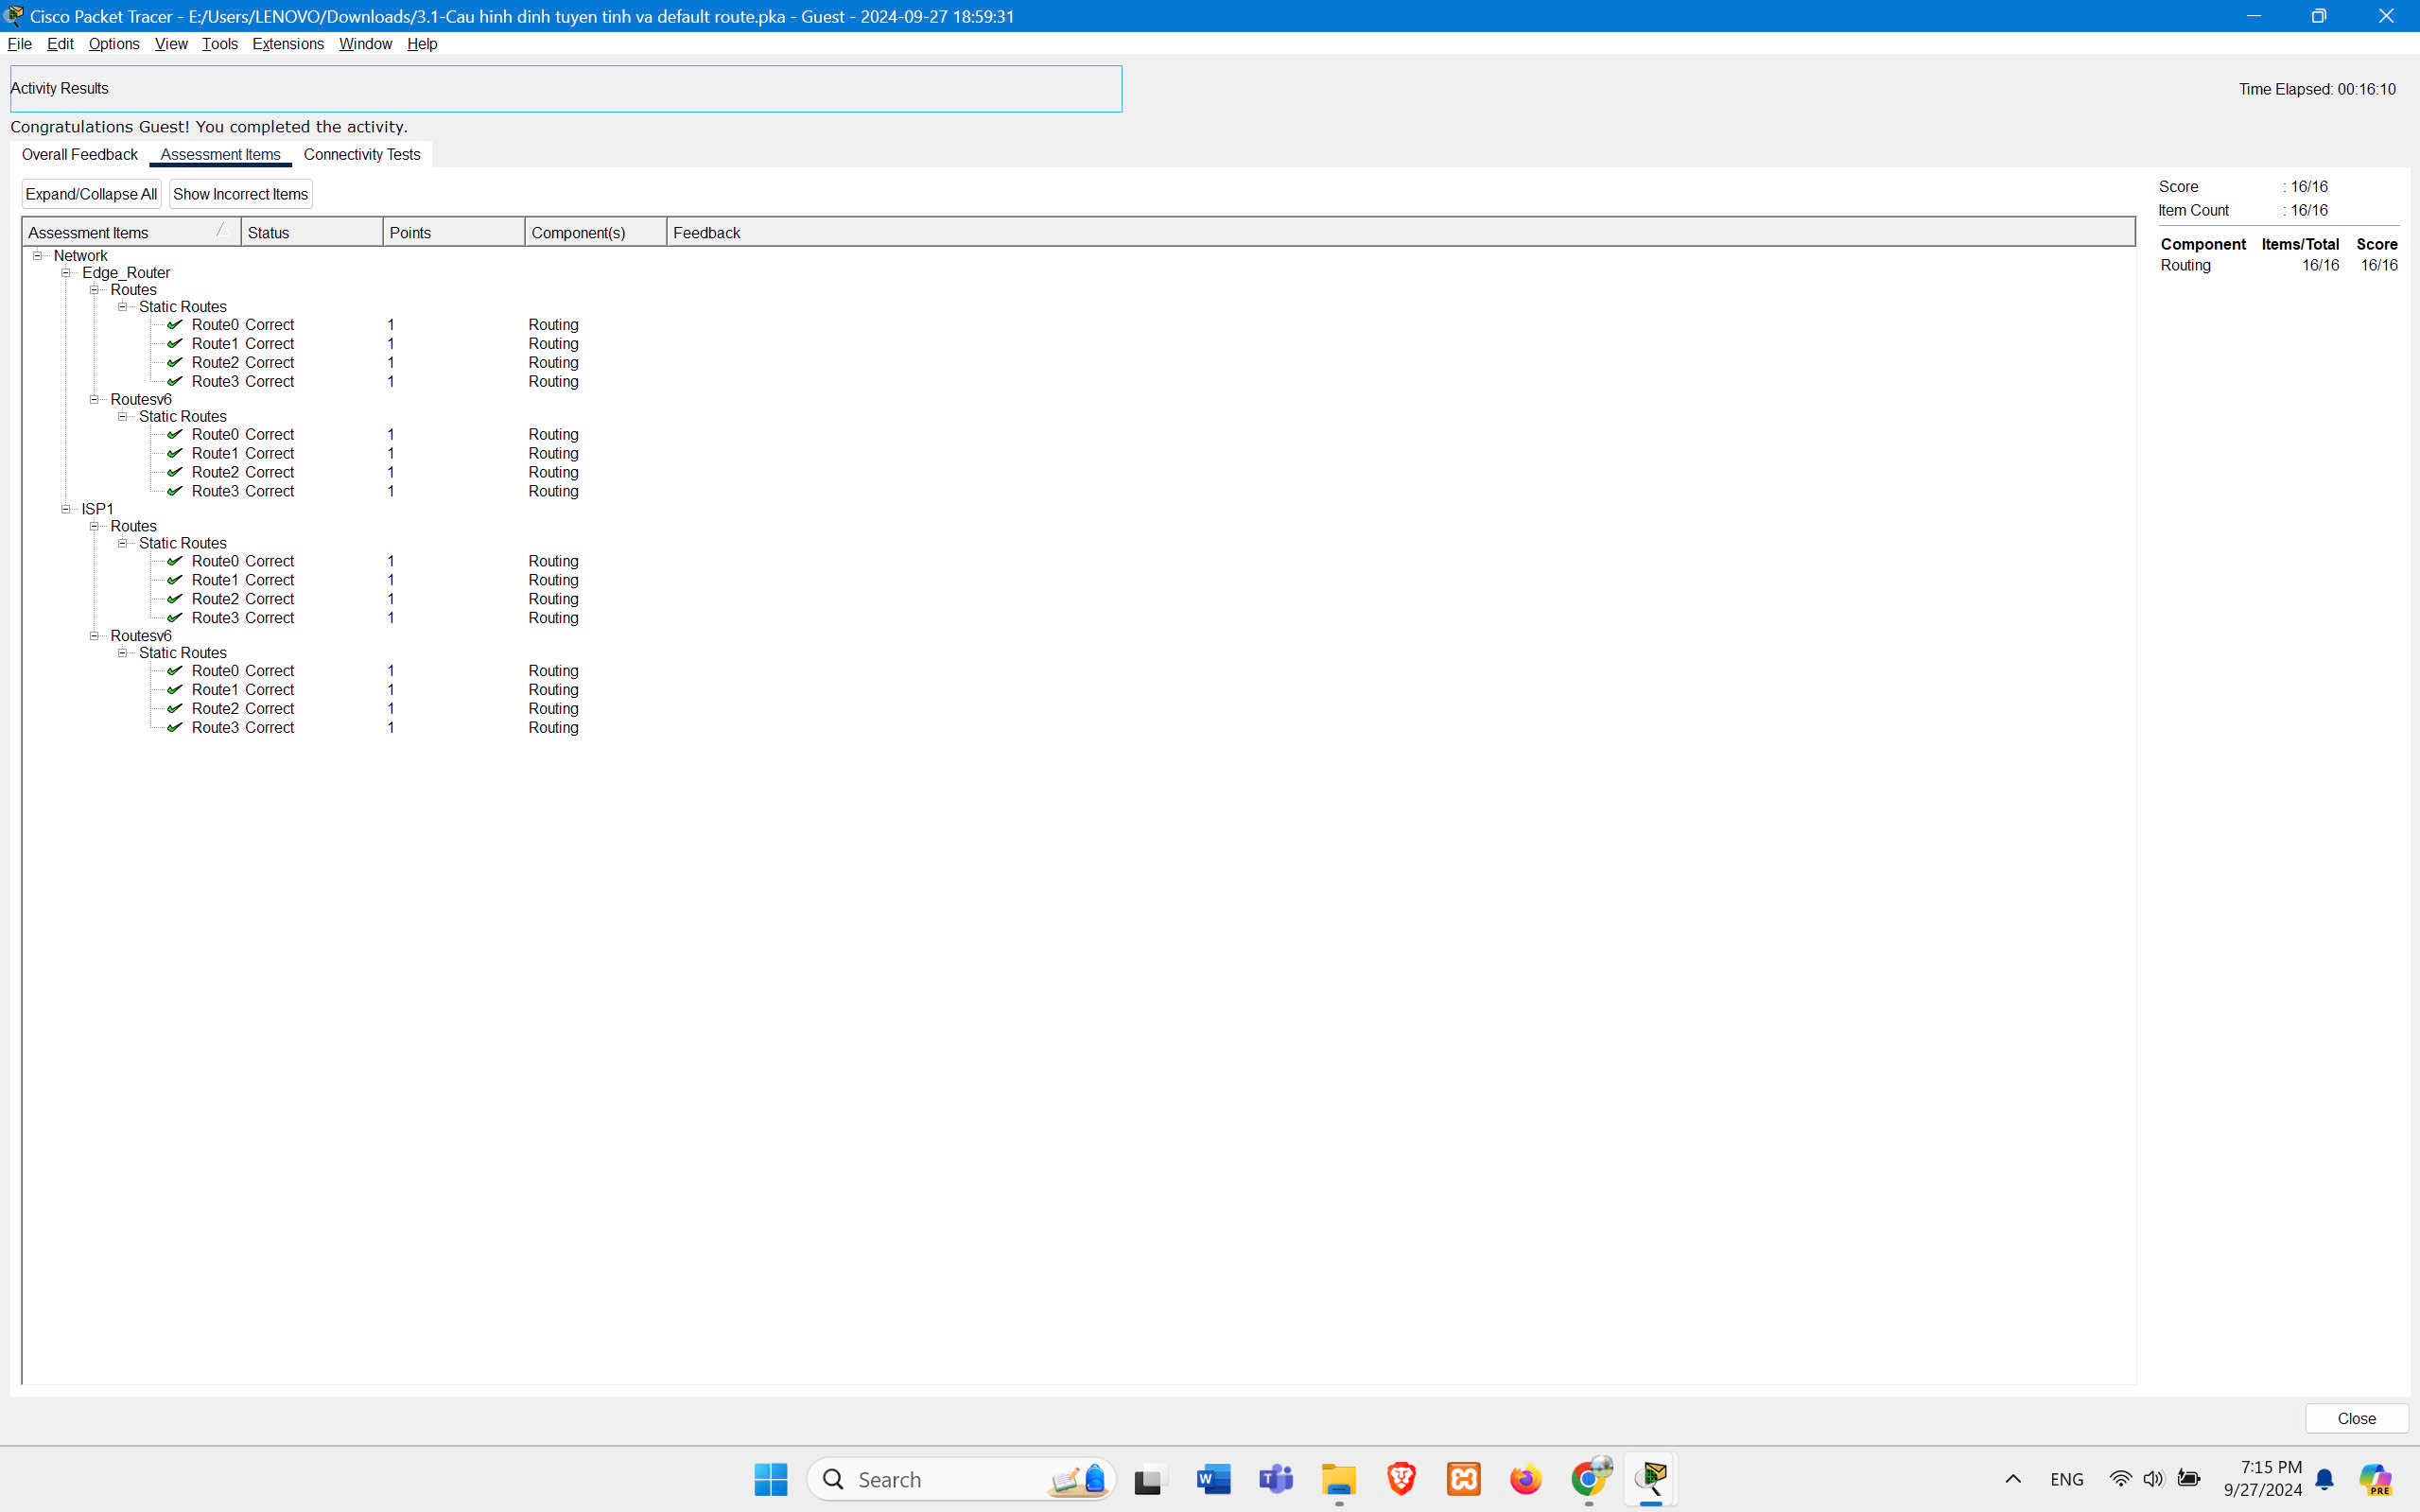 Cisco Packet Tracer - E:/Users/LENOVO/Downloads/3.1-Cau hinh dinh tuyen tinh va default route.pka - Guest - 2024-09-27 18:59:31
File Edit Options View Tools Extensions Window Help
Activity Results
Time Elapsed: 00:16:10
Congratulations Guest! You completed the activity.
Overall Feedback Assessment Items Connectivity Tests
Expand/Collapse All Show Incorrect Items
Score : 16/16
Item Count : 16/16
Component Items/Total Score
Routing 16/16 16/16
Assessment Items Status Points Component(s) Feedback
Network
Edge_Router
Routes
Static Routes
Route0 Correct 1 Routing
Route1 Correct 1 Routing
Route2 Correct 1 Routing
Route3 Correct 1 Routing
Routesv6
Static Routes
Route0 Correct 1 Routing
Route1 Correct 1 Routing
Route2 Correct 1 Routing
Route3 Correct 1 Routing
ISP1
Routes
Static Routes
Route0 Correct 1 Routing
Route1 Correct 1 Routing
Route2 Correct 1 Routing
Route3 Correct 1 Routing
Routesv6
Static Routes
Route0 Correct 1 Routing
Route1 Correct 1 Routing
Route2 Correct 1 Routing
Route3 Correct 1 Routing
Close
Search
ENG
7:15 PM
9/27/2024
PRE